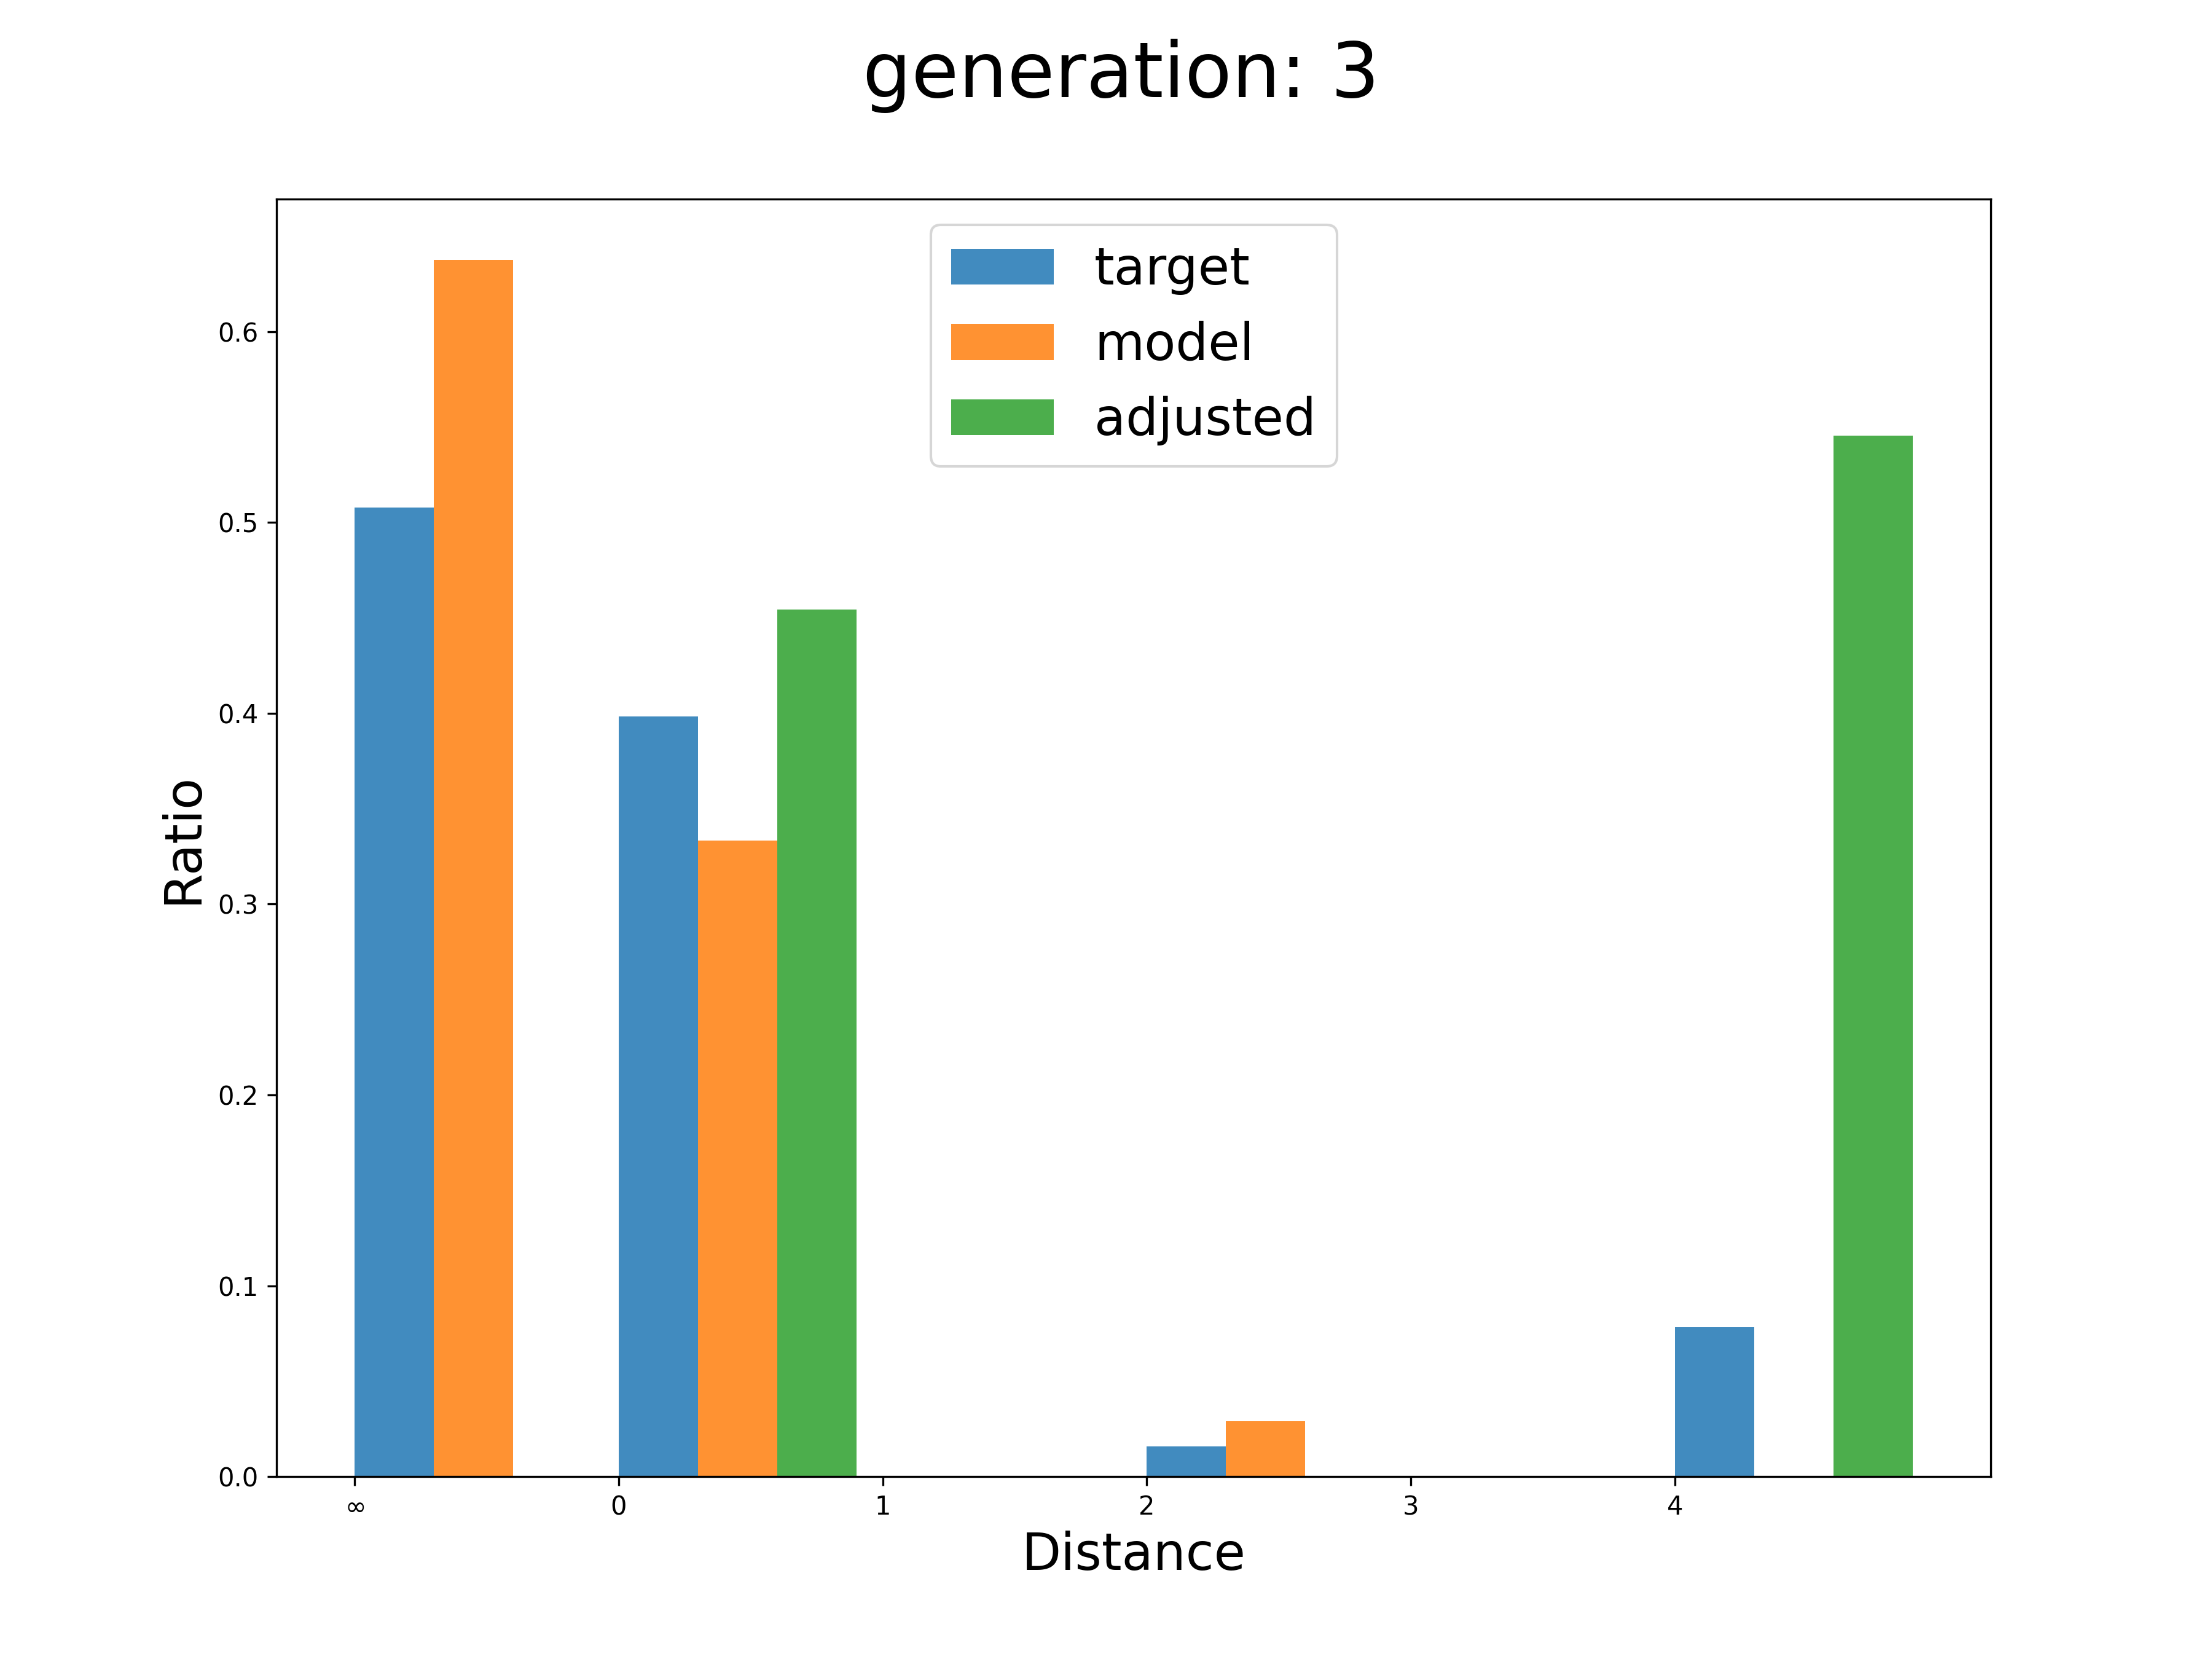 generation: 3
target
model
adjusted
Ratio
0.6
0.5
0.4
0.3
0.2
0.1
0.0
∞ 0 1 2 3 4
Distance